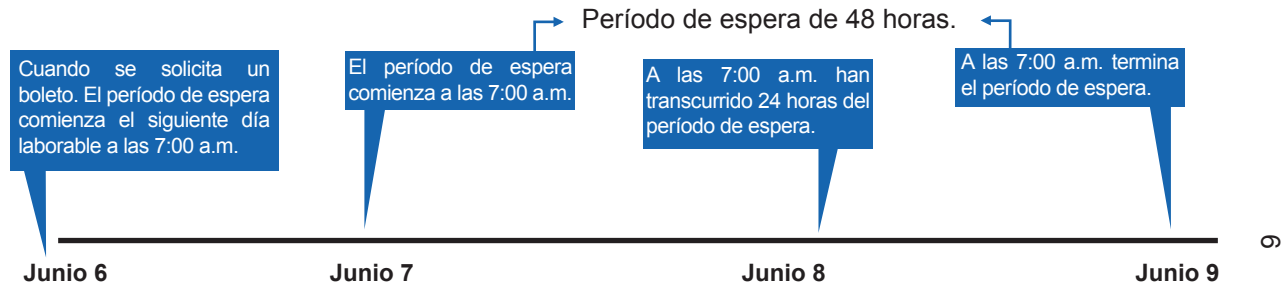 Período de espera de 48 horas.
Cuando se solicita un
boleto. El período de espera
comienza el siguiente día
laborable a las 7:00 a.m.
El período de espera
comienza a las 7:00 a.m.
A las 7:00 a.m. han
transcurrido 24 horas del
período de espera.
A las 7:00 a.m. termina
el período de espera.
Junio 6
Junio 7
Junio 8
Junio 9
9